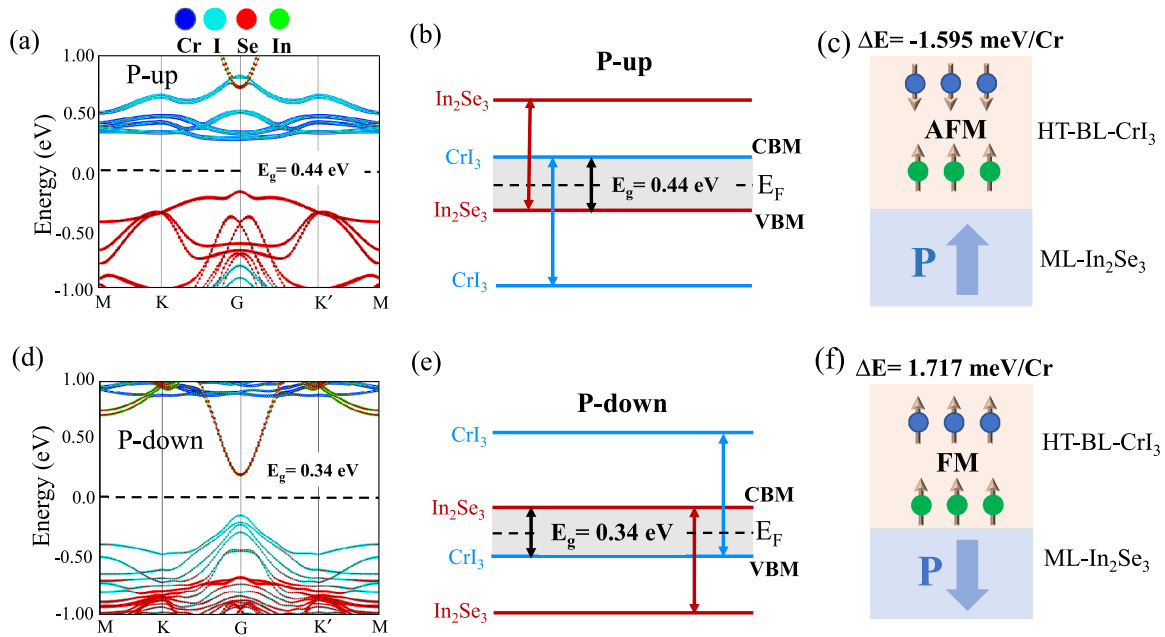 (a)
Cr I Se In
P-up
Energy (eV)
1.00
0.50
0.0
-0.50
-1.00
E_g= 0.44 eV
M K G K′ M
(b)
P-up
In₂Se₃
CrI₃
CBM
E_g = 0.44 eV
E_F
In₂Se₃
VBM
CrI₃
(c)
ΔE= -1.595 meV/Cr
AFM
HT-BL-CrI₃
P
ML-In₂Se₃
(d)
P-down
Energy (eV)
1.00
0.50
0.0
-0.50
-1.00
E_g= 0.34 eV
M K G K′ M
(e)
P-down
CrI₃
In₂Se₃
CBM
E_g = 0.34 eV
E_F
CrI₃
VBM
In₂Se₃
(f)
ΔE= 1.717 meV/Cr
HT-BL-CrI₃
FM
P
ML-In₂Se₃